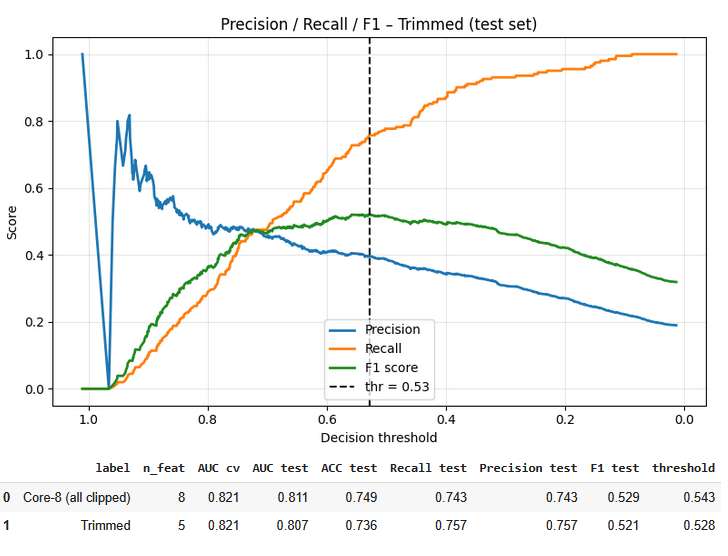 Precision / Recall / F1 – Trimmed (test set)
1.0
0.8
0.6
0.4
0.2
0.0
Score
Precision
Recall
F1 score
thr = 0.53
1.0 0.8 0.6 0.4 0.2 0.0
Decision threshold
label n_feat AUC cv AUC test ACC test Recall test Precision test F1 test threshold
0 Core-8 (all clipped) 8 0.821 0.811 0.749 0.743 0.743 0.529 0.543
1 Trimmed 5 0.821 0.807 0.736 0.757 0.757 0.521 0.528